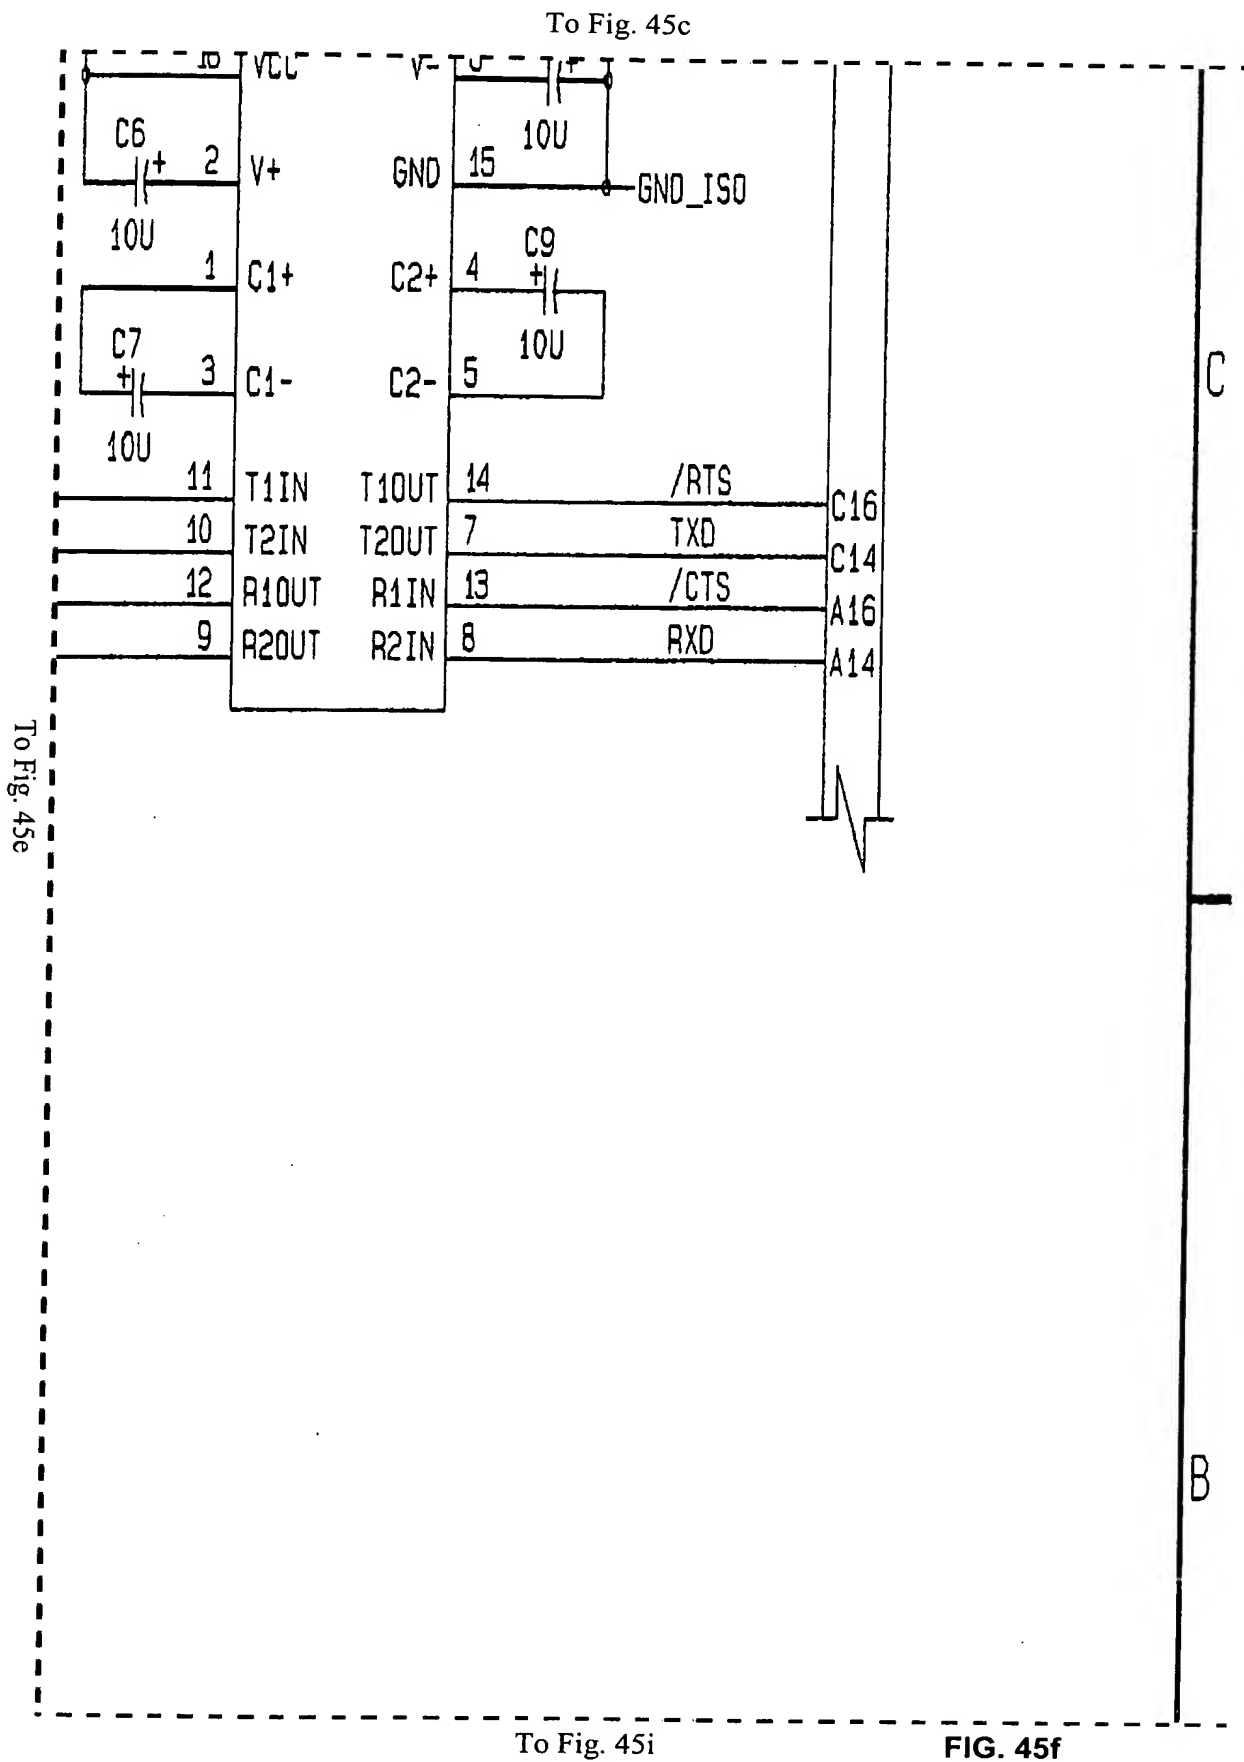 To Fig. 45c
VCC V-
10U
C6
2 V+ GND 15
GND_ISO
10U
C9
1 C1+ C2+ 4 +
10U
C7
+ 3 C1- C2- 5
10U
11 T1IN T1OUT 14 /RTS C16
10 T2IN T2OUT 7 TXD C14
12 R1OUT R1IN 13 /CTS A16
9 R2OUT R2IN 8 RXD A14
C
To Fig. 45e
B
To Fig. 45i
FIG. 45f